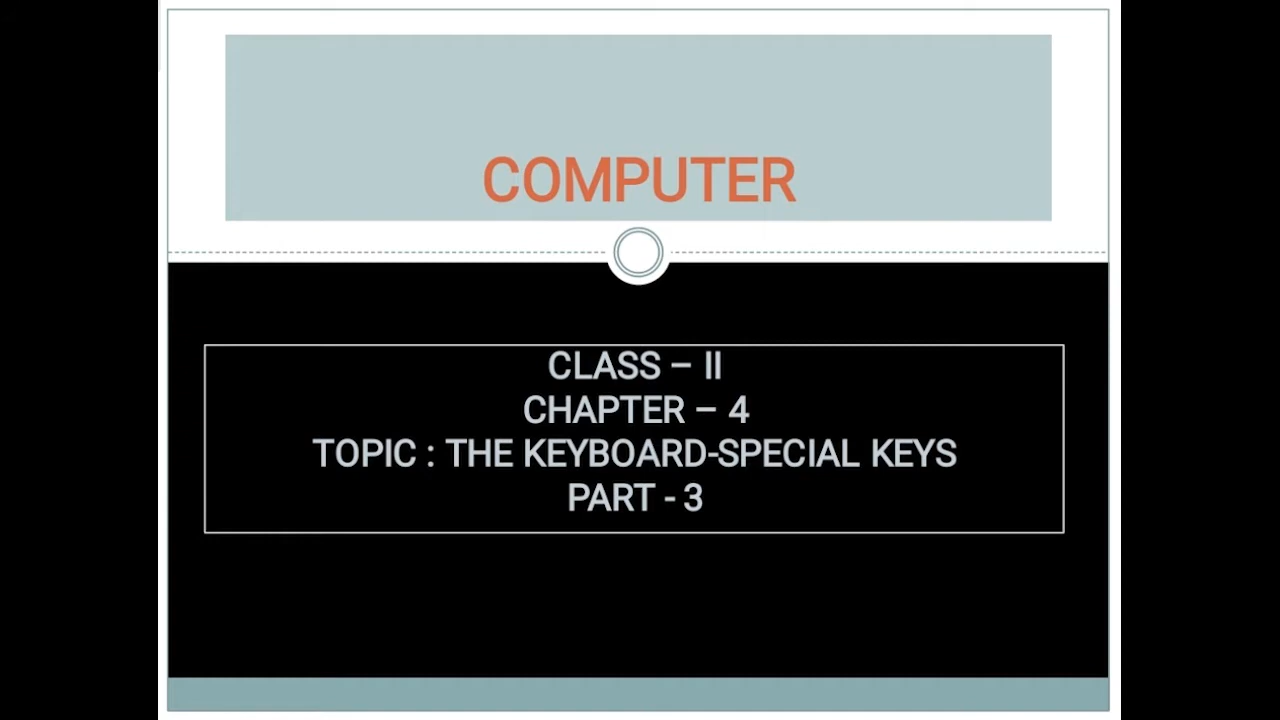 COMPUTER
CLASS – II
CHAPTER – 4
TOPIC : THE KEYBOARD-SPECIAL KEYS
PART - 3